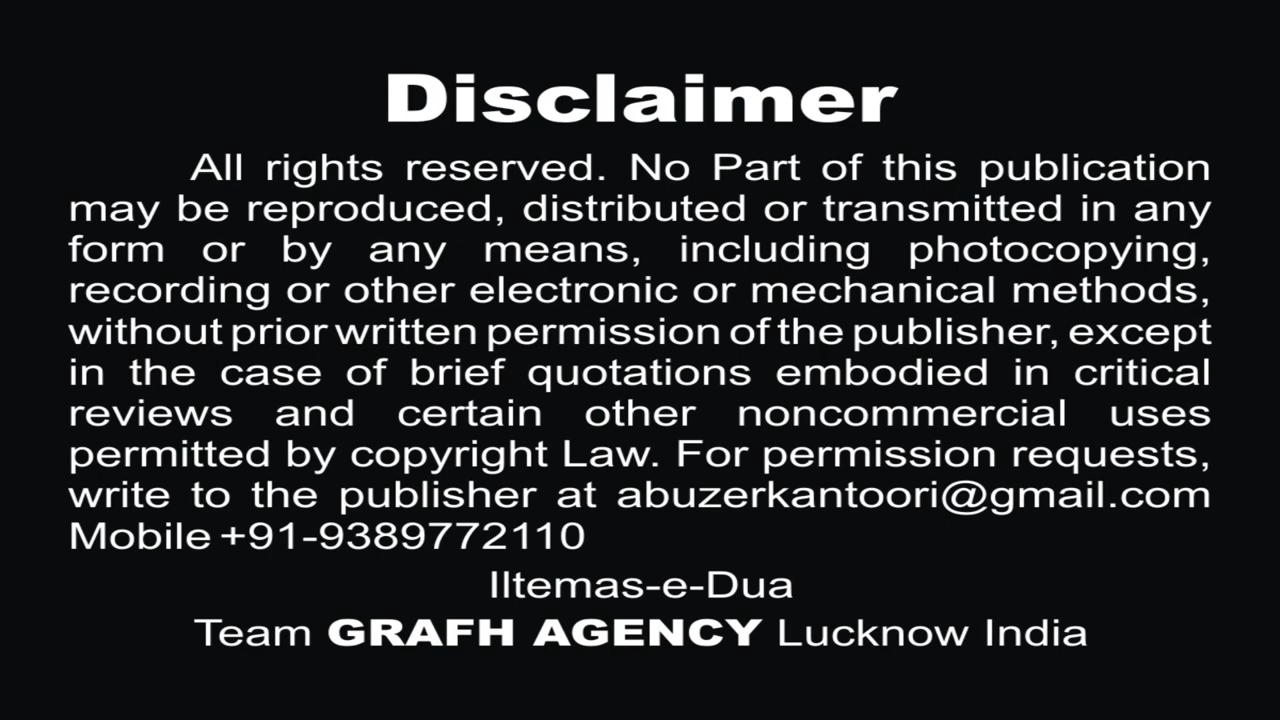 Disclaimer
All rights reserved. No Part of this publication
may be reproduced, distributed or transmitted in any
form or by any means, including photocopying,
recording or other electronic or mechanical methods,
without prior written permission of the publisher, except
in the case of brief quotations embodied in critical
reviews and certain other noncommercial uses
permitted by copyright Law. For permission requests,
write to the publisher at abuzerkantoori@gmail.com
Mobile +91-9389772110
IItemas-e-Dua
Team GRAFH AGENCY Lucknow India